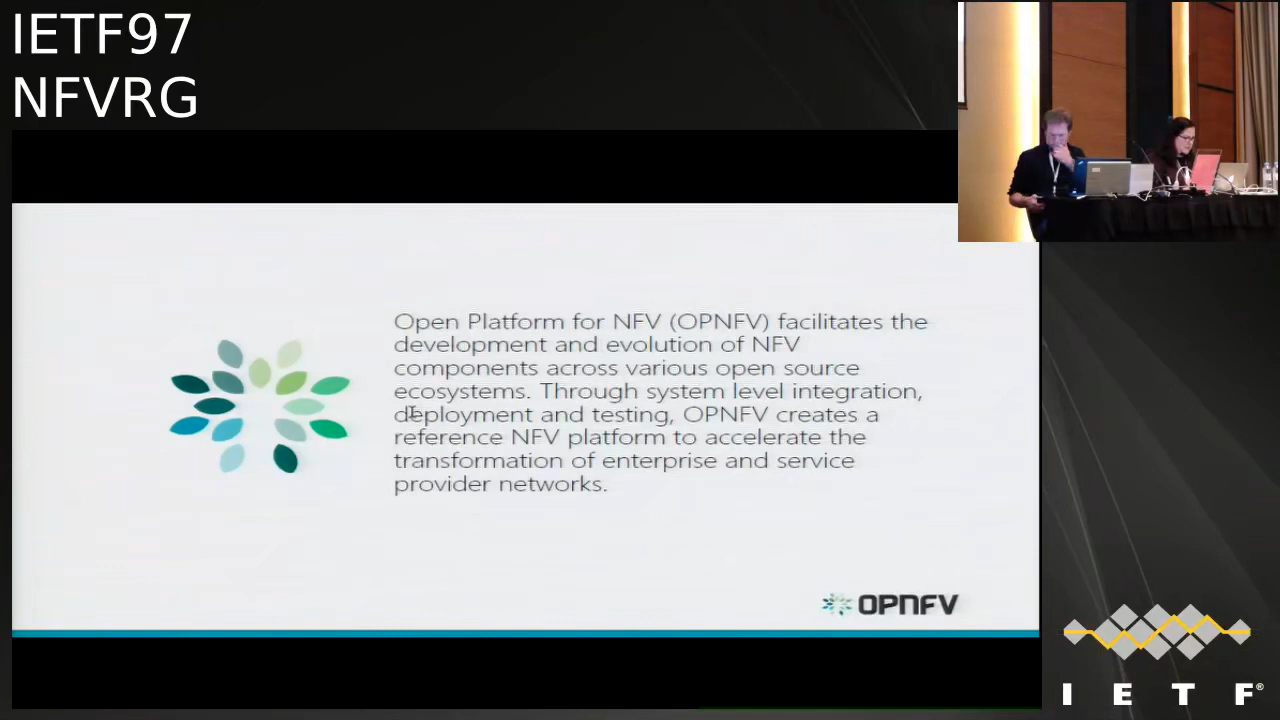 IETF97
NFVRG
Open Platform for NFV (OPNFV) facilitates the
development and evolution of NFV
components across various open source
ecosystems. Through system level integration,
deployment and testing, OPNFV creates a
reference NFV platform to accelerate the
transformation of enterprise and service
provider networks.
OPNFV
I E T F®